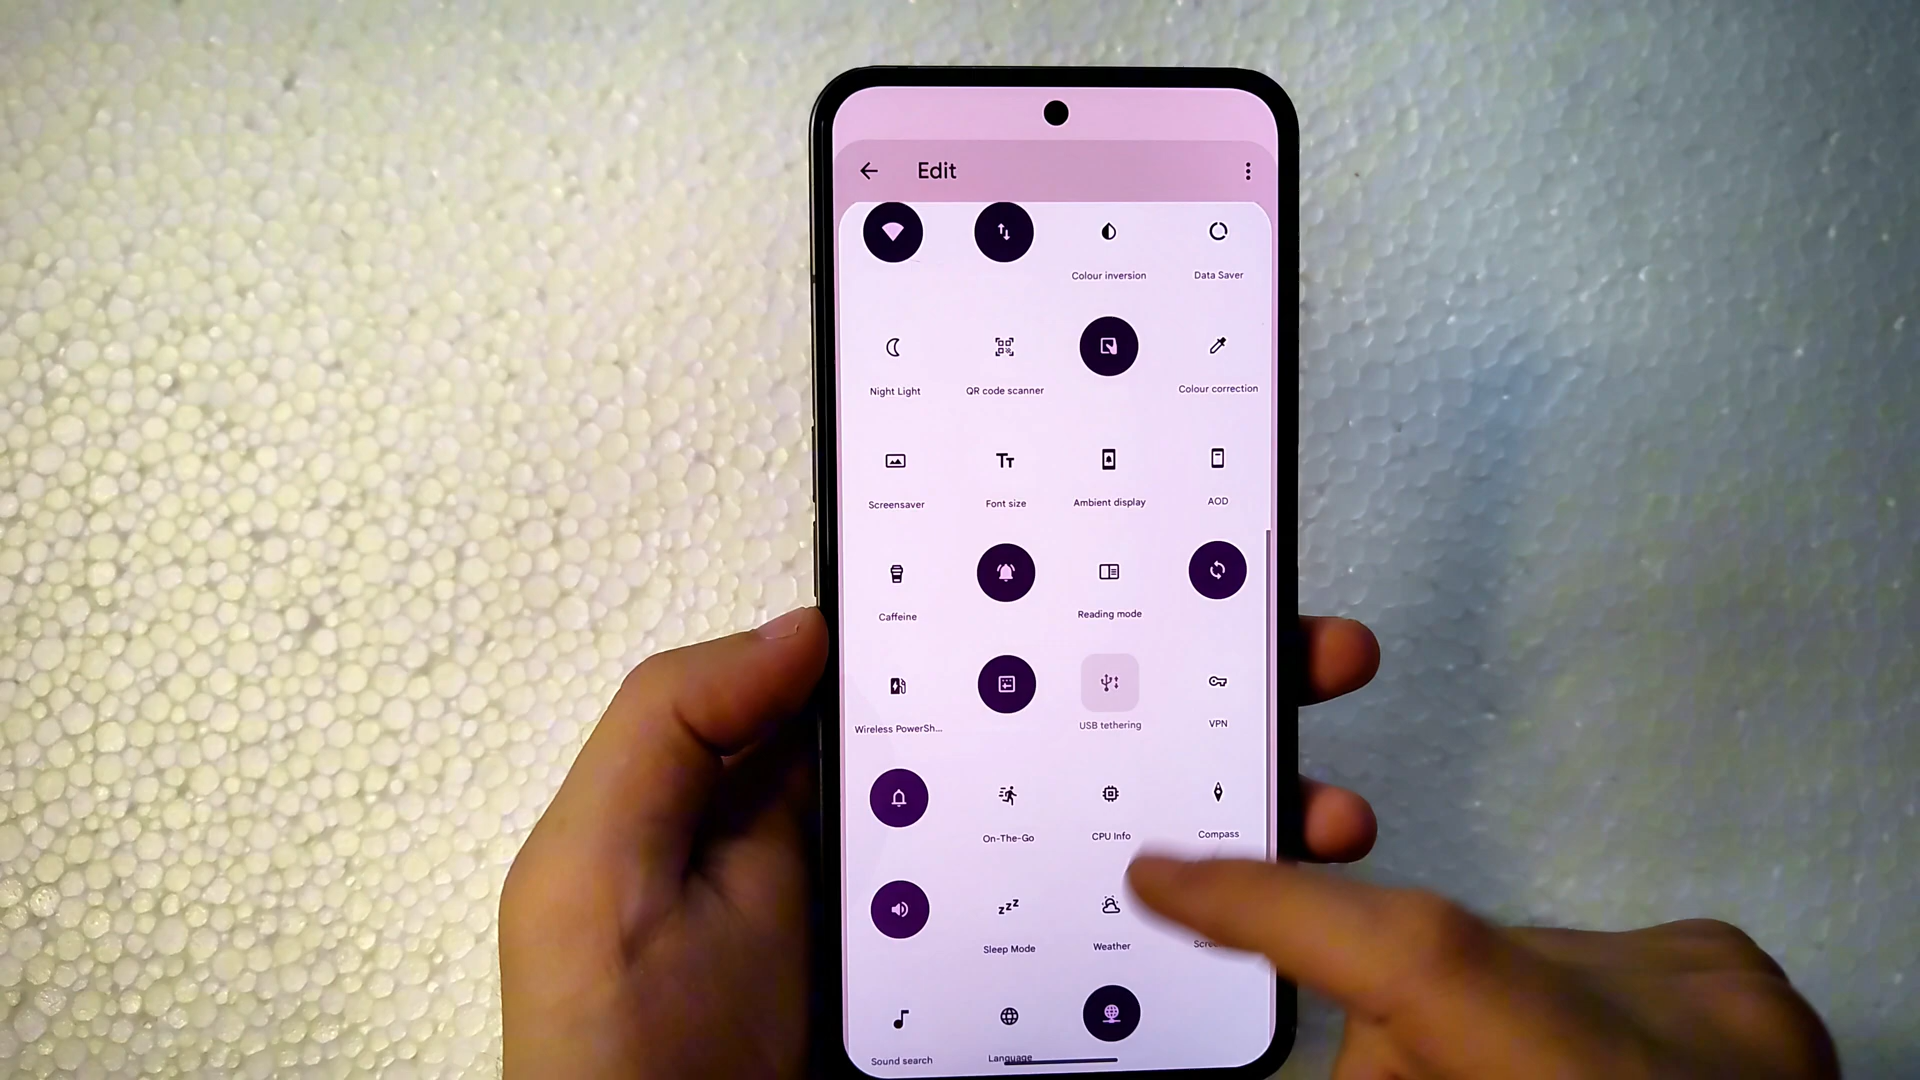 Edit
Colour inversion
Data Saver
Night Light
QR code scanner
Colour correction
Screensaver
Font size
Ambient display
AOD
Caffeine
Reading mode
Wireless PowerSh...
USB tethering
VPN
On-The-Go
CPU Info
Compass
Sleep Mode
Weather
Sound search
Language